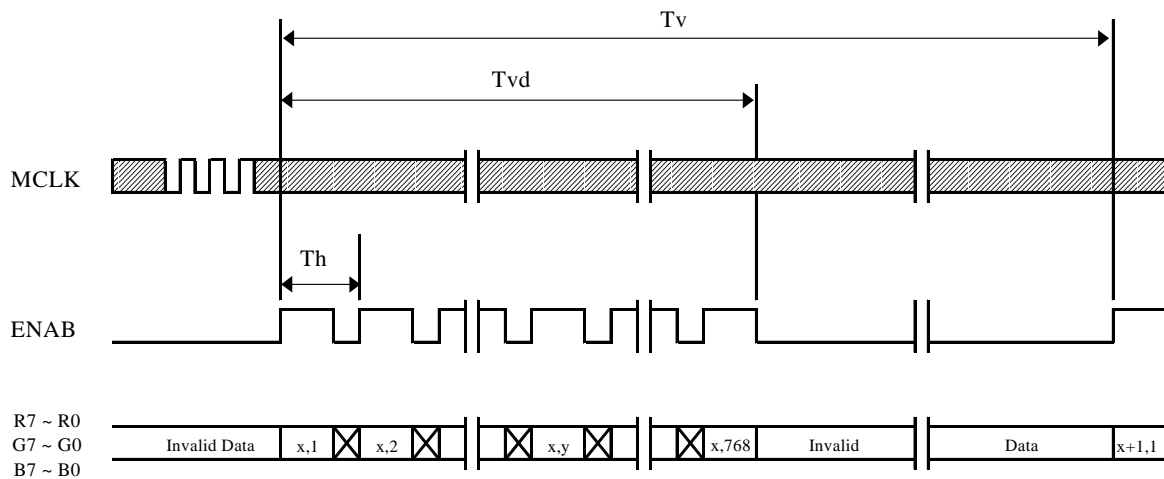 Tv
Tvd
MCLK
Th
ENAB
R7 ~ R0
G7 ~ G0
B7 ~ B0
Invalid Data
x,1
x,2
x,y
x,768
Invalid
Data
x+1,1